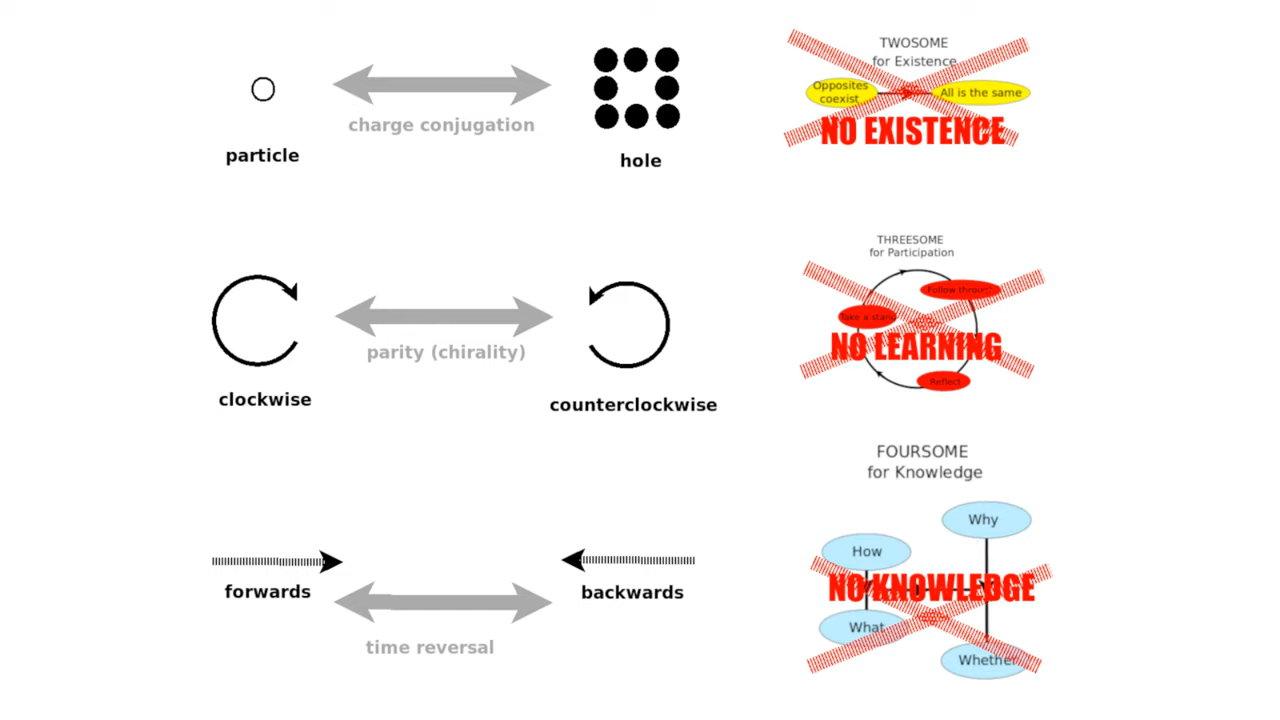 charge conjugation
particle
hole
TWOSOME
for Existence
Opposites
coexist
All is the same
NO EXISTENCE
parity (chirality)
clockwise
counterclockwise
THREESOME
for Participation
Follow through
Take a stand
NO LEARNING
Reflect
forwards
backwards
time reversal
FOURSOME
for Knowledge
Why
How
NO KNOWLEDGE
What
Whether